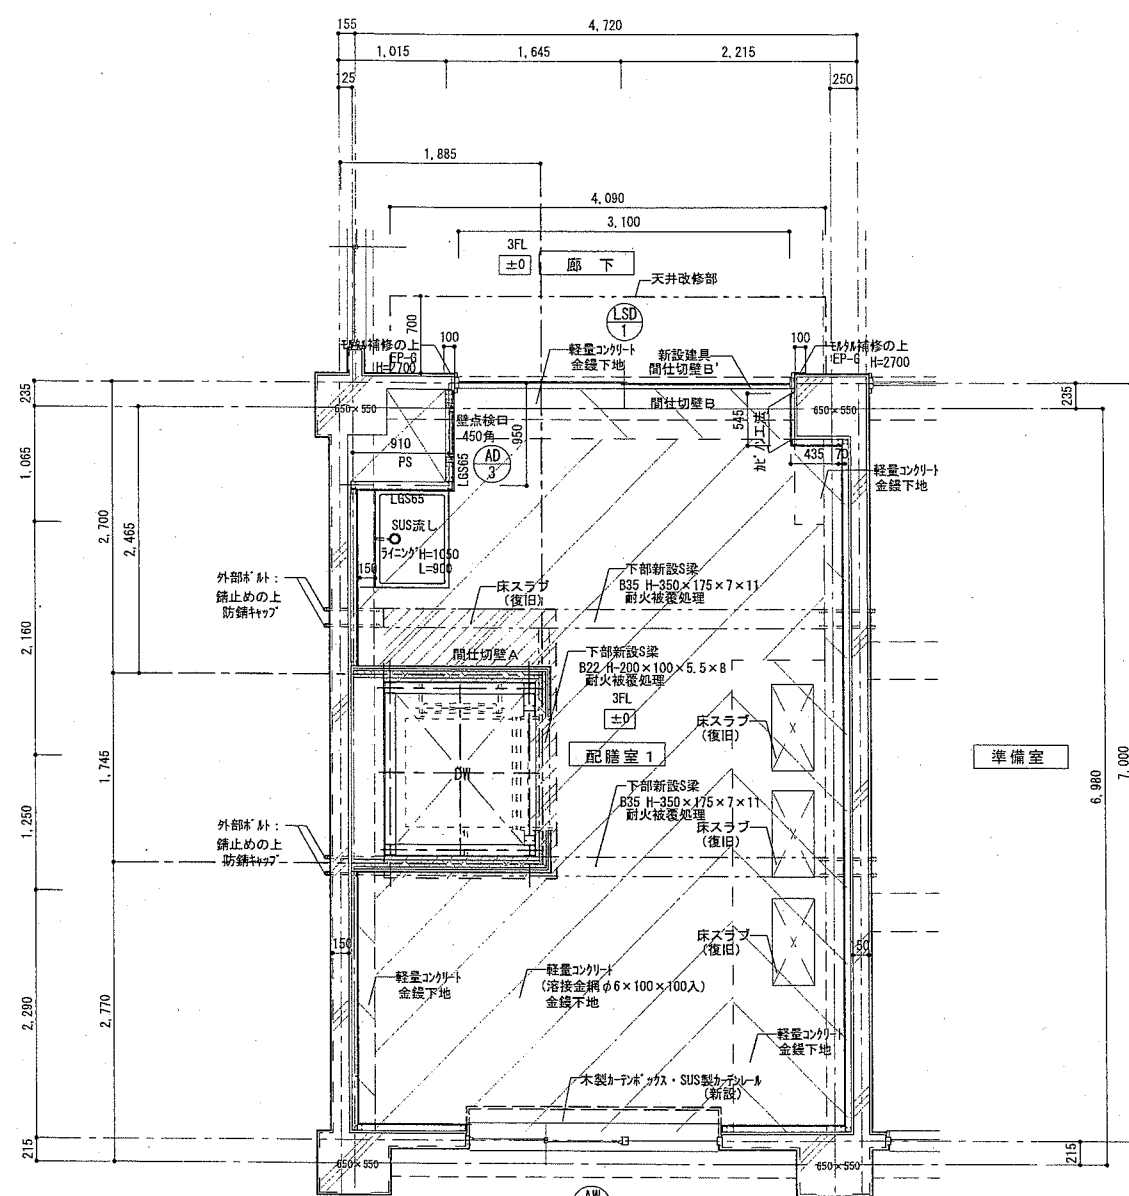 155
4,720
1,015
1,645
2,215
125
250
1,885
4,090
3,100
3FL
±0
廊 下
天井改修部
LSD
1
700
100
100
モルタル補修の上
EP-G
H=2700
軽量コンクリート
金鏝下地
新設建具
間仕切壁B'
モルタル補修の上
EP-G H=2700
235
235
650×550
650×550
間仕切壁B
壁点検口
450角
950
545
カピノン工法
910
PS
LGS65
AD
3
435
70
軽量コンクリート
金鏝下地
1,065
2,700
2,465
LGS65
SUS流し
ライニング H=1050
L=900
150
外部ボルト：
錆止めの上
防錆キャップ
床スラブ
(復旧)
下部新設S梁
B35 H-350×175×7×11
耐火被覆処理
2,160
間仕切壁A
下部新設S梁
B22 H-200×100×5.5×8
耐火被覆処理
3FL
±0
床スラブ
(復旧)
配膳室1
準備室
DW
1,745
1,250
6,980
7,000
下部新設S梁
B35 H-350×175×7×11
耐火被覆処理
外部ボルト：
錆止めの上
防錆キャップ
床スラブ
(復旧)
床スラブ
(復旧)
150
50
軽量コンクリート
金鏝下地
軽量コンクリート
(溶接金網φ6×100×100入)
金鏝下地
2,290
2,770
軽量コンクリート
金鏝下地
木製カーテンボックス・SUS製カーテンレール
(新設)
215
215
650×550
650×550
AW